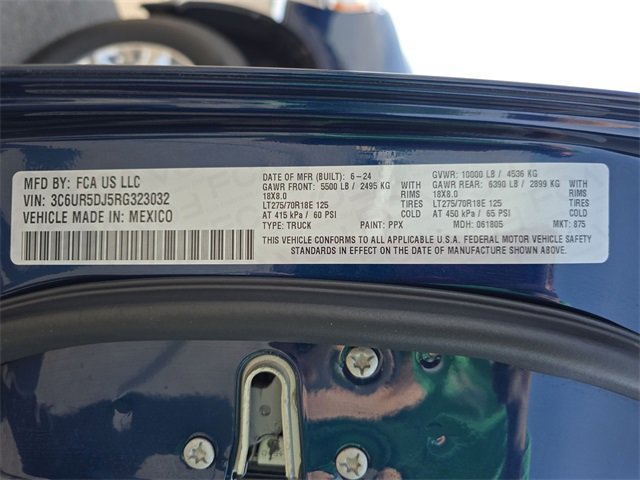 MFD BY: FCA US LLC
VIN: 3C6UR5DJ5RG323032
VEHICLE MADE IN: MEXICO
DATE OF MFR (BUILT): 6-24
GAWR FRONT: 5500 LB / 2495 KG WITH
18X8.0 RIMS
LT275/70R18E 125 TIRES
AT 415 kPa / 60 PSI
TYPE: TRUCK PAINT: PPX
GVWR: 10000 LB / 4536 KG
GAWR REAR: 6390 LB / 2899 KG WITH
18X8.0 RIMS
LT275/70R18E 125 TIRES
AT 450 kPa / 65 PSI
MDH: 061805 MKT: 875
THIS VEHICLE CONFORMS TO ALL APPLICABLE U.S.A. FEDERAL MOTOR VEHICLE SAFETY
STANDARDS IN EFFECT ON THE DATE OF MANUFACTURE SHOWN ABOVE.